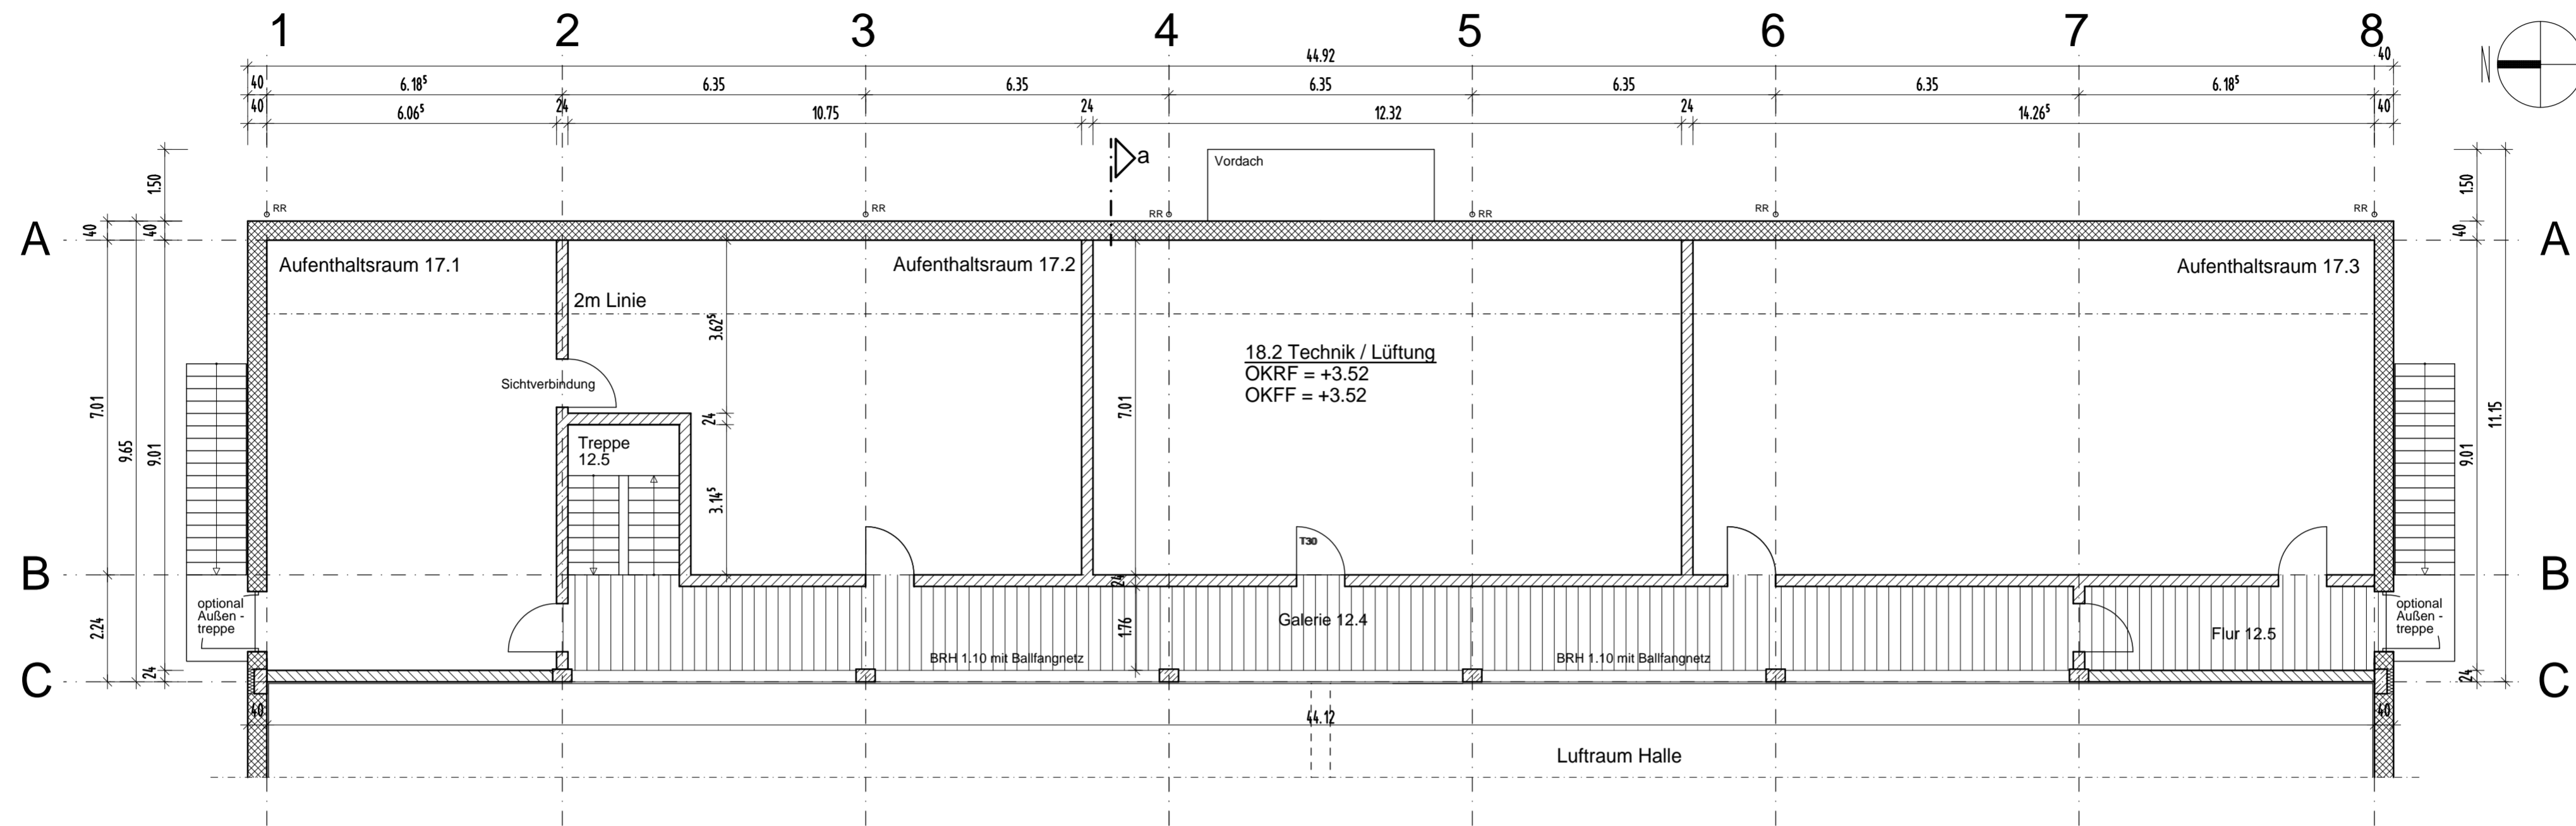 1 2 3 4 5 6 7 8
44.92 40
40 6.18⁵ 6.35 6.35 6.35 6.35 6.35 6.18⁵
40 6.06⁵ 24 10.75 24 12.32 24 14.26⁵ 40
N
a
Vordach
1.50 1.50
RR RR RR RR RR RR
40 40 40
A A
Aufenthaltsraum 17.1
Aufenthaltsraum 17.2
Aufenthaltsraum 17.3
2m Linie
3.62⁵
18.2 Technik / Lüftung
OKRF = +3.52
OKFF = +3.52
Sichtverbindung
7.01 7.01 11.15
24
Treppe
12.5
9.65 9.01 9.01
3.14⁵
T30
B B
24
optional
Außen -
treppe
optional
Außen -
treppe
2.24 1.76
Galerie 12.4
Flur 12.5
BRH 1.10 mit Ballfangnetz
BRH 1.10 mit Ballfangnetz
24 24
C C
40 44.12 40
Luftraum Halle